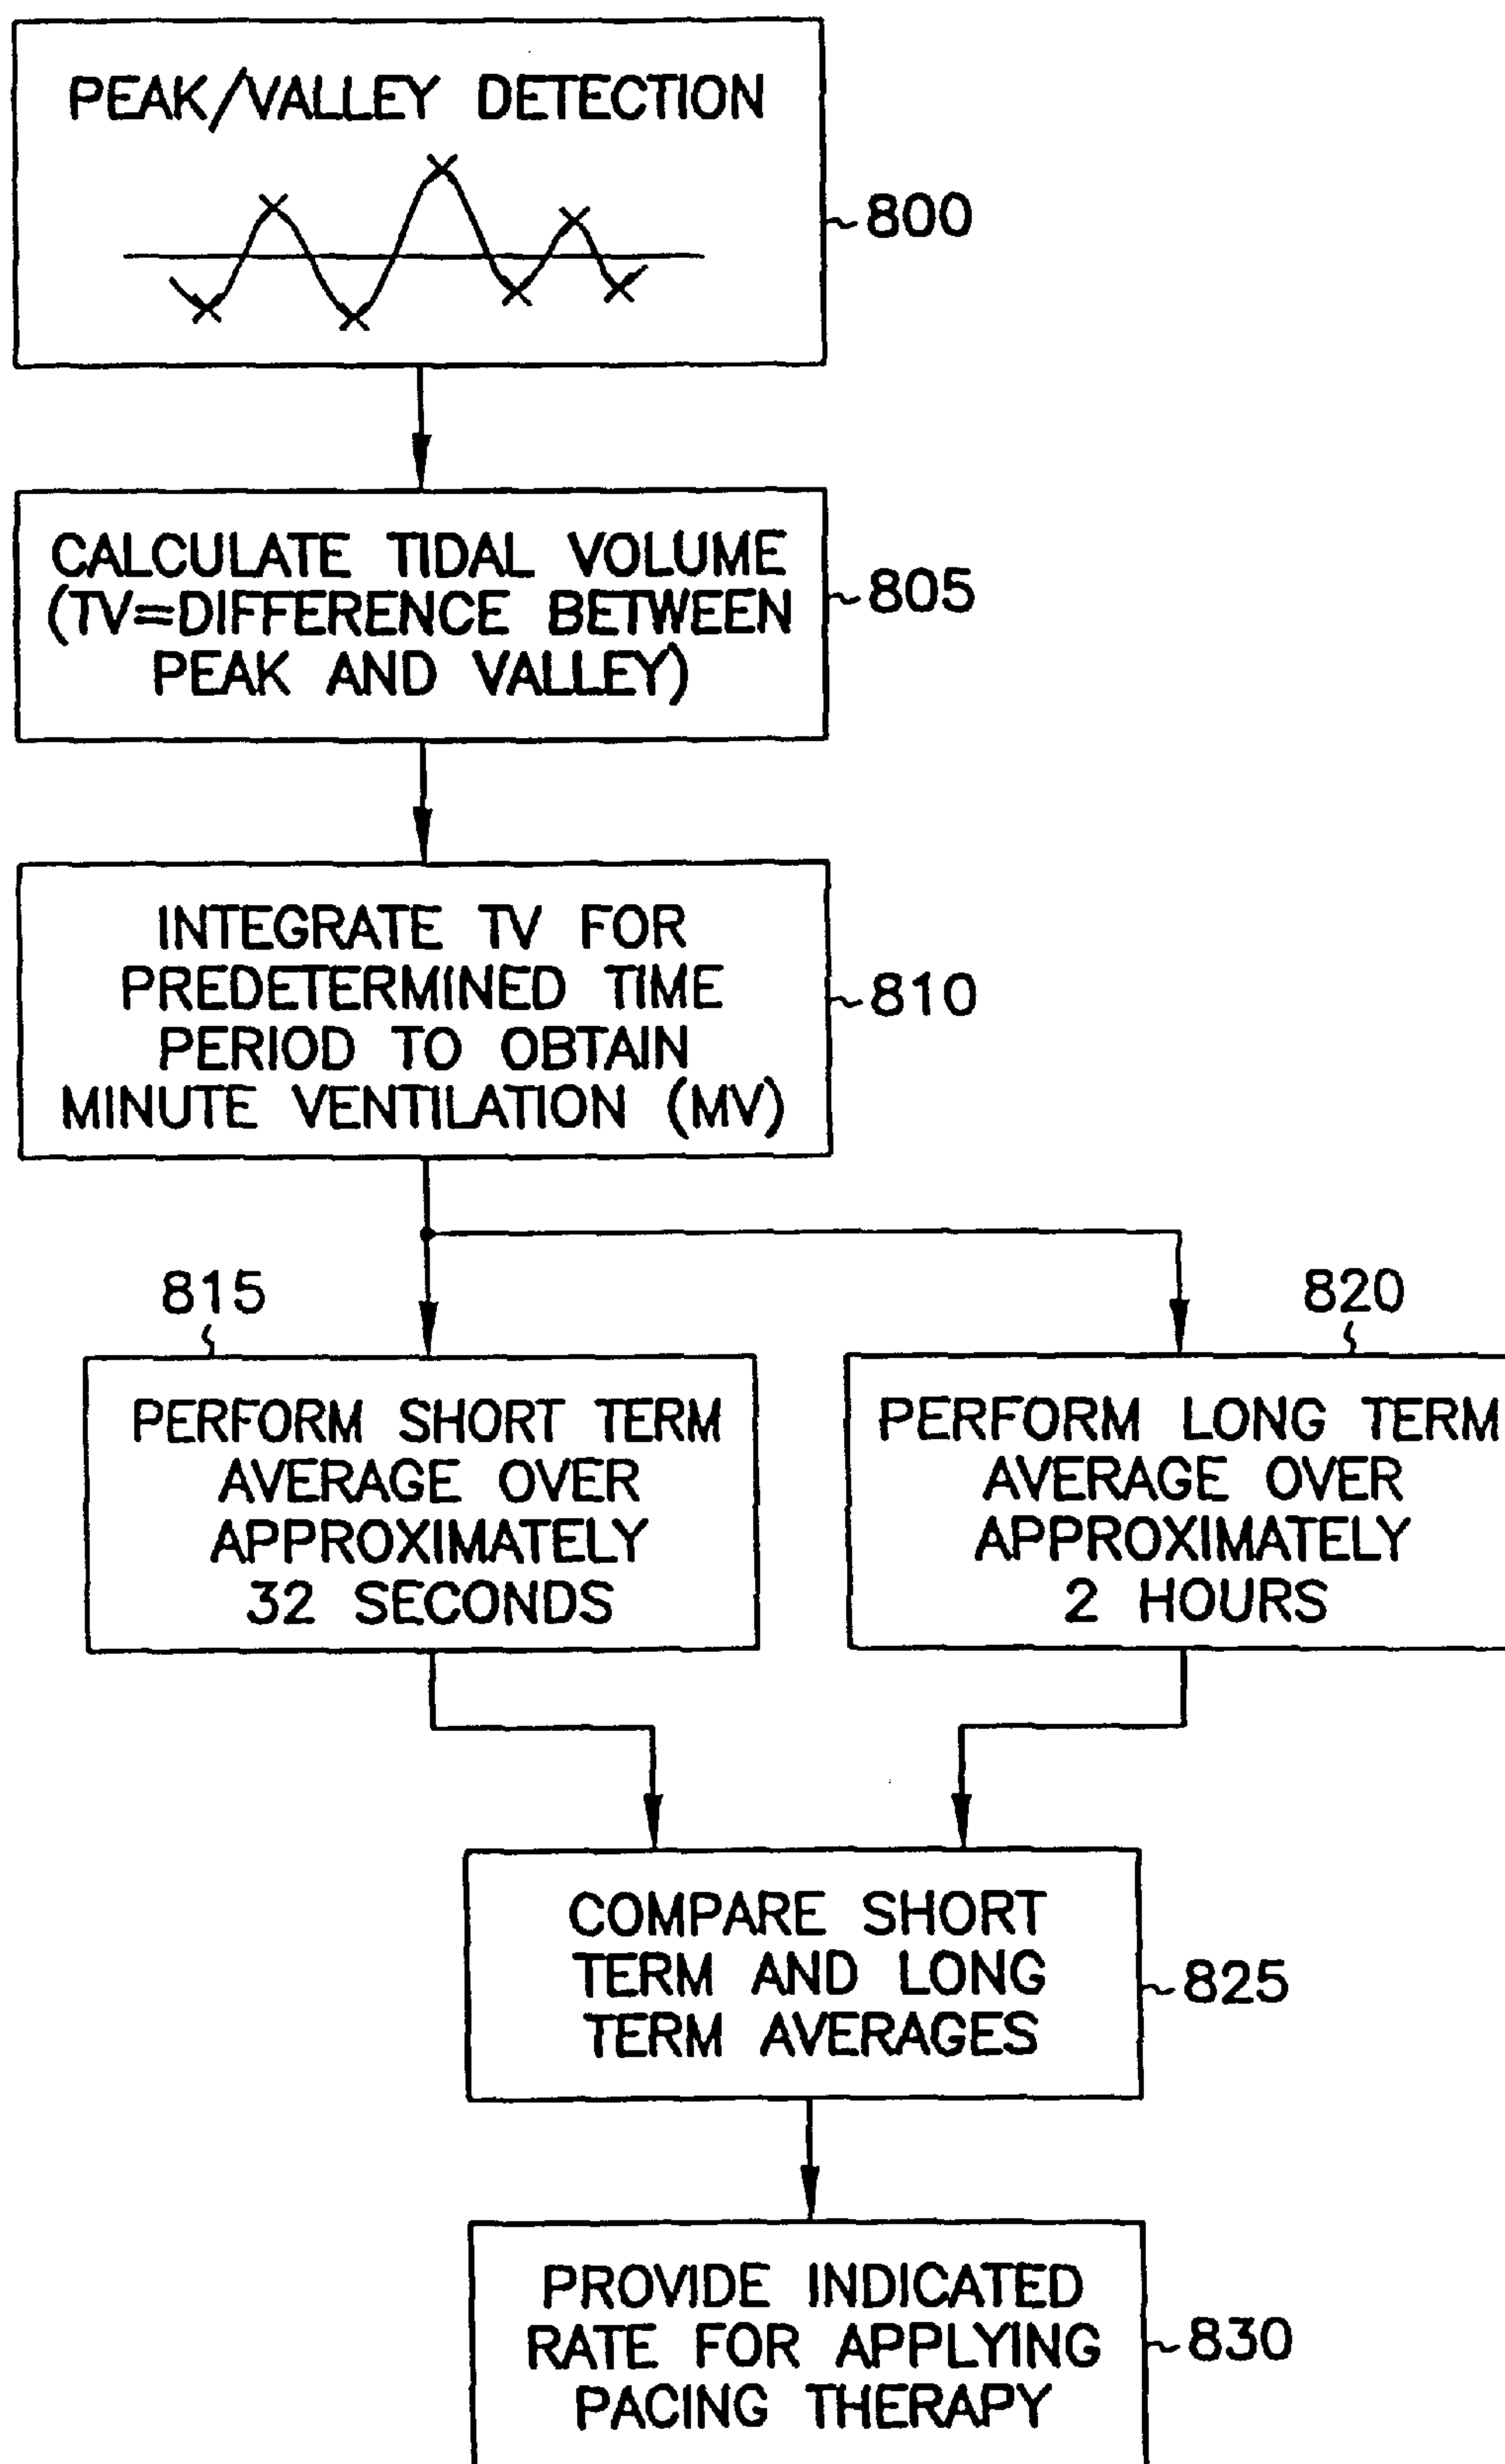 PEAK/VALLEY DETECTION
800
CALCULATE TIDAL VOLUME
(TV=DIFFERENCE BETWEEN
PEAK AND VALLEY)
805
INTEGRATE TV FOR
PREDETERMINED TIME
PERIOD TO OBTAIN
MINUTE VENTILATION (MV)
810
815
PERFORM SHORT TERM
AVERAGE OVER
APPROXIMATELY
32 SECONDS
820
PERFORM LONG TERM
AVERAGE OVER
APPROXIMATELY
2 HOURS
COMPARE SHORT
TERM AND LONG
TERM AVERAGES
825
PROVIDE INDICATED
RATE FOR APPLYING
PACING THERAPY
830